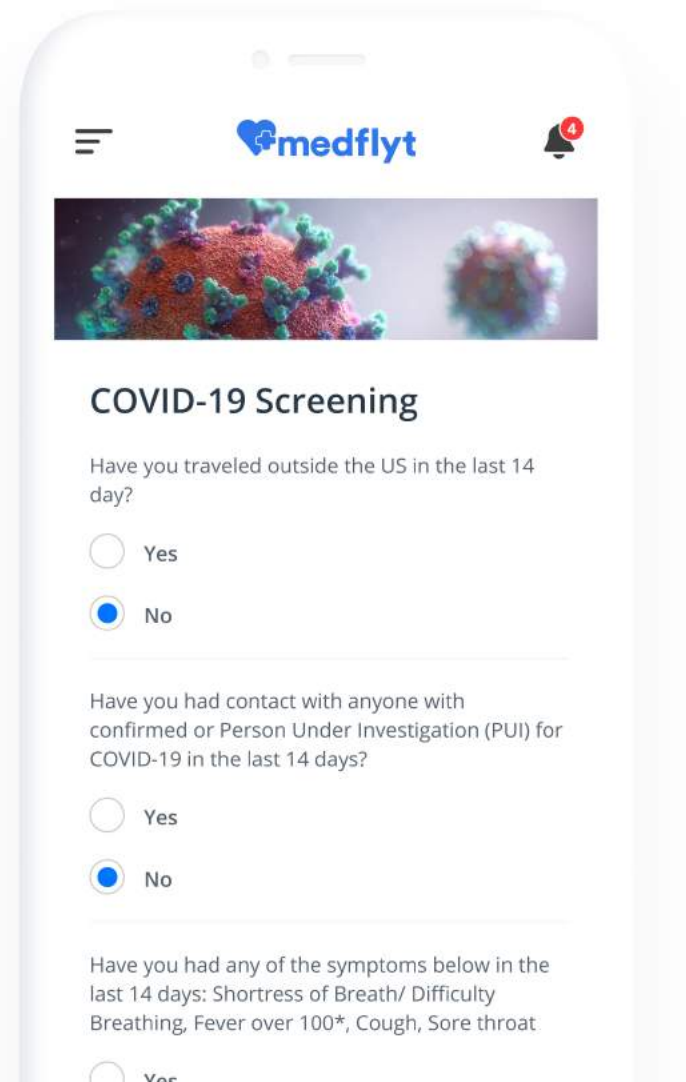 medflyt
4
COVID-19 Screening
Have you traveled outside the US in the last 14
day?
Yes
No
Have you had contact with anyone with
confirmed or Person Under Investigation (PUI) for
COVID-19 in the last 14 days?
Yes
No
Have you had any of the symptoms below in the
last 14 days: Shortress of Breath/ Difficulty
Breathing, Fever over 100*, Cough, Sore throat
Yes